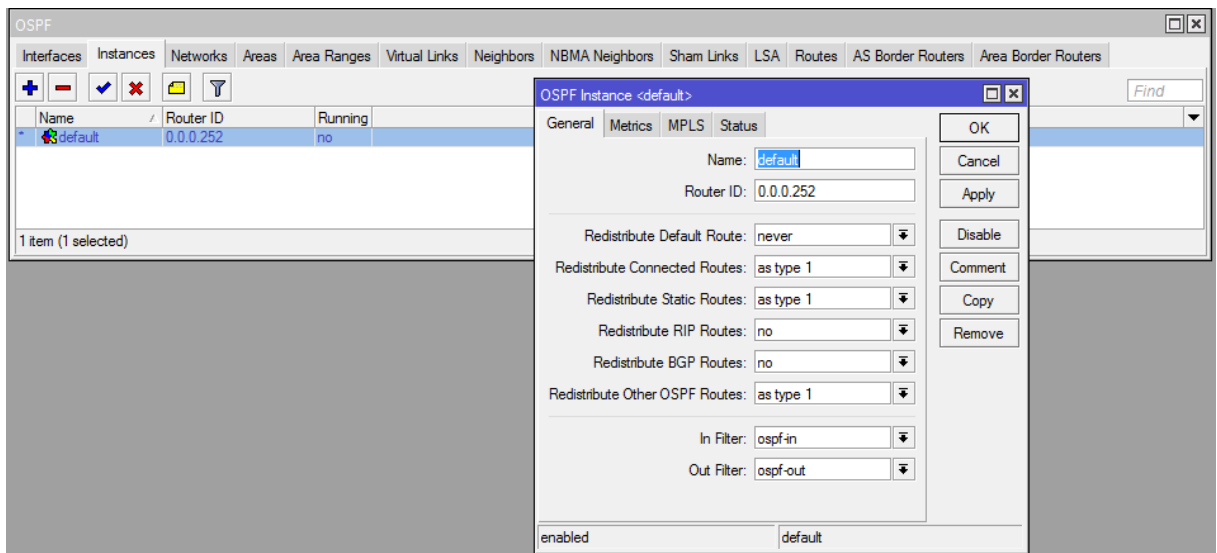 OSPF
Interfaces Instances Networks Areas Area Ranges Virtual Links Neighbors NBMA Neighbors Sham Links LSA Routes AS Border Routers Area Border Routers
Find
Name / Router ID Running
* default 0.0.0.252 no
1 item (1 selected)
OSPF Instance <default>
General Metrics MPLS Status
Name: default
Router ID: 0.0.0.252
Redistribute Default Route: never
Redistribute Connected Routes: as type 1
Redistribute Static Routes: as type 1
Redistribute RIP Routes: no
Redistribute BGP Routes: no
Redistribute Other OSPF Routes: as type 1
In Filter: ospf-in
Out Filter: ospf-out
OK
Cancel
Apply
Disable
Comment
Copy
Remove
enabled default